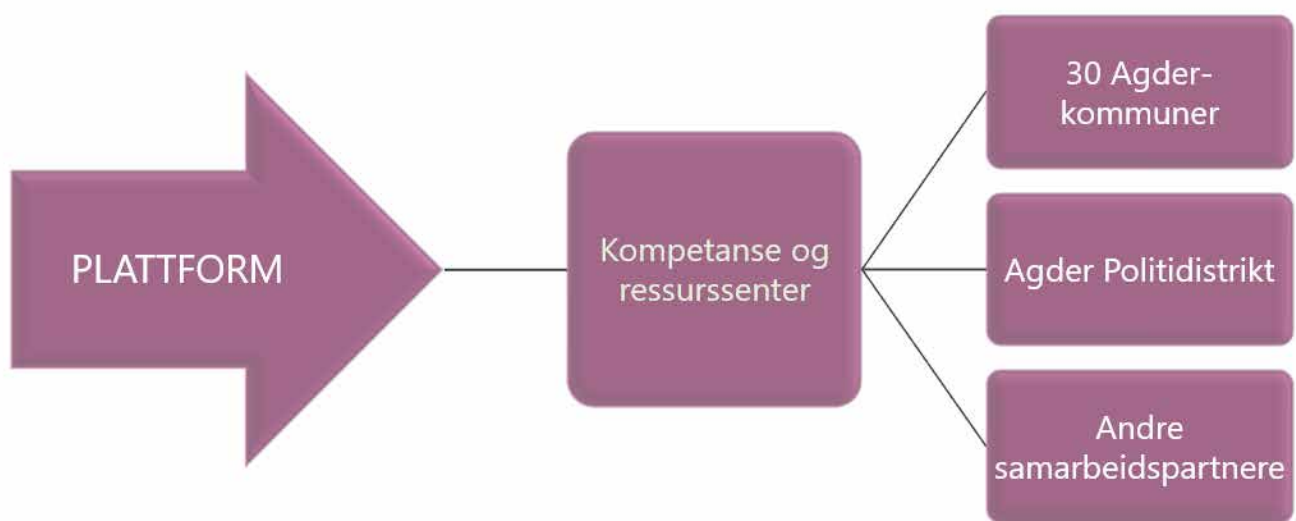 PLATTFORM
Kompetanse og
ressurssenter
30 Agder-
kommuner
Agder Politidistrikt
Andre
samarbeidspartnere